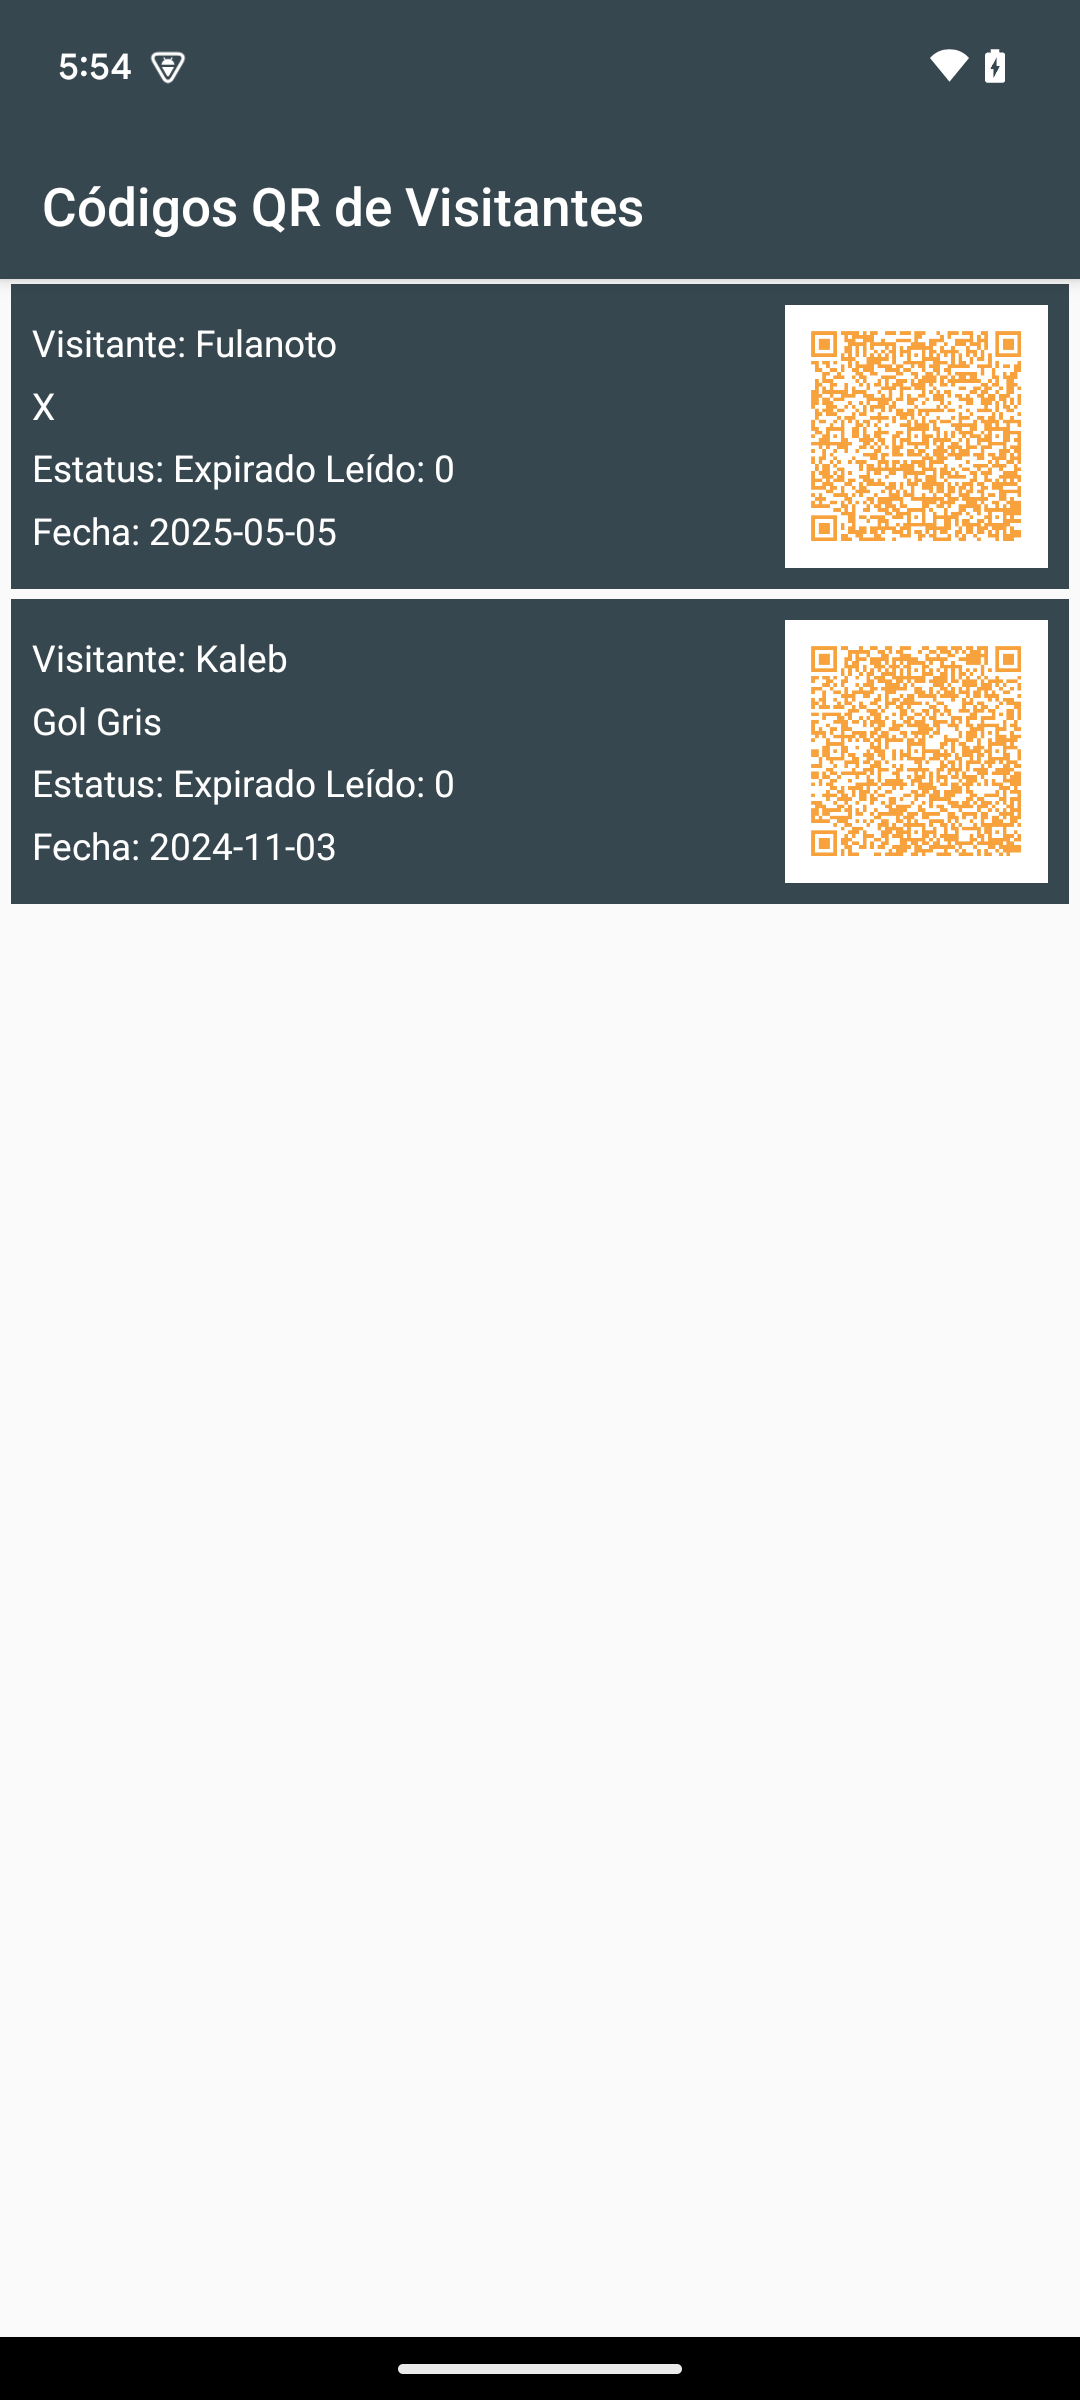 5:54
Códigos QR de Visitantes
Visitante: Fulanoto
X
Estatus: Expirado Leído: 0
Fecha: 2025-05-05
Visitante: Kaleb
Gol Gris
Estatus: Expirado Leído: 0
Fecha: 2024-11-03